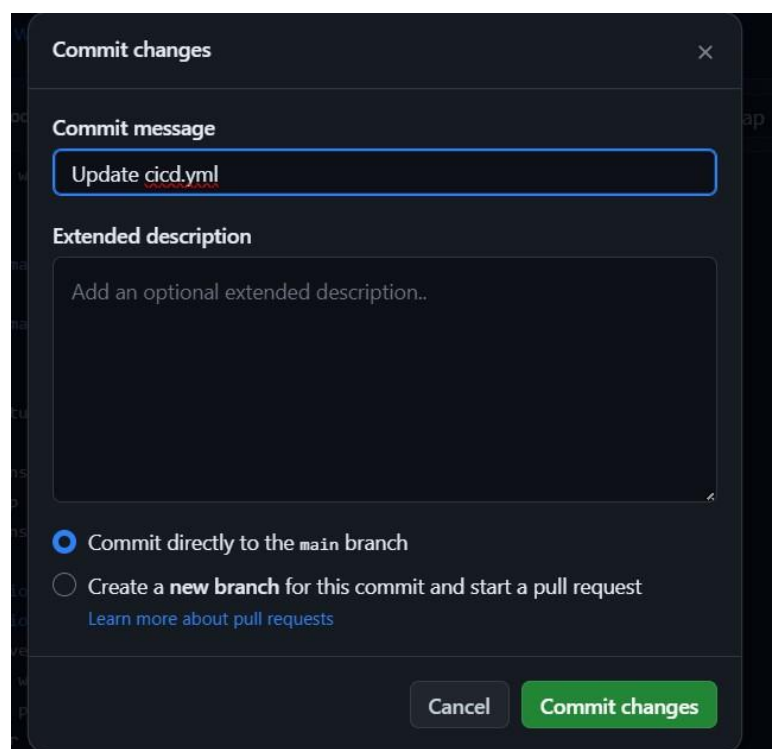 Commit changes
Commit message
Update cicd.yml
Extended description
Add an optional extended description..
Commit directly to the main branch
Create a new branch for this commit and start a pull request
Learn more about pull requests
Cancel
Commit changes